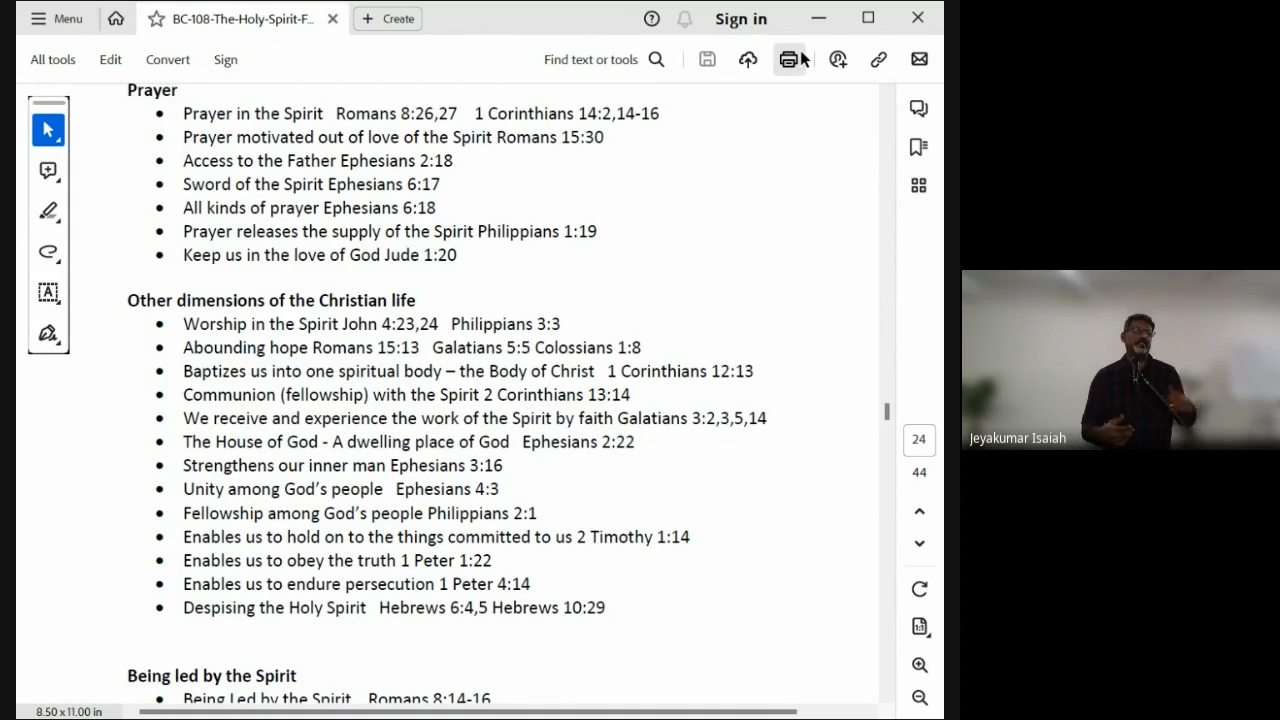 Menu
BC-108-The-Holy-Spirit-F...
Create
Sign in
All tools
Edit
Convert
Sign
Find text or tools
Prayer
• Prayer in the Spirit Romans 8:26,27 1 Corinthians 14:2,14-16
• Prayer motivated out of love of the Spirit Romans 15:30
• Access to the Father Ephesians 2:18
• Sword of the Spirit Ephesians 6:17
• All kinds of prayer Ephesians 6:18
• Prayer releases the supply of the Spirit Philippians 1:19
• Keep us in the love of God Jude 1:20
Other dimensions of the Christian life
• Worship in the Spirit John 4:23,24 Philippians 3:3
• Abounding hope Romans 15:13 Galatians 5:5 Colossians 1:8
• Baptizes us into one spiritual body – the Body of Christ 1 Corinthians 12:13
• Communion (fellowship) with the Spirit 2 Corinthians 13:14
• We receive and experience the work of the Spirit by faith Galatians 3:2,3,5,14
• The House of God - A dwelling place of God Ephesians 2:22
• Strengthens our inner man Ephesians 3:16
• Unity among God's people Ephesians 4:3
• Fellowship among God's people Philippians 2:1
• Enables us to hold on to the things committed to us 2 Timothy 1:14
• Enables us to obey the truth 1 Peter 1:22
• Enables us to endure persecution 1 Peter 4:14
• Despising the Holy Spirit Hebrews 6:4,5 Hebrews 10:29
Being led by the Spirit
• Being Led by the Spirit Romans 8:14-16
8.50 x 11.00 in
24
44
1:1
Jeyakumar Isaiah